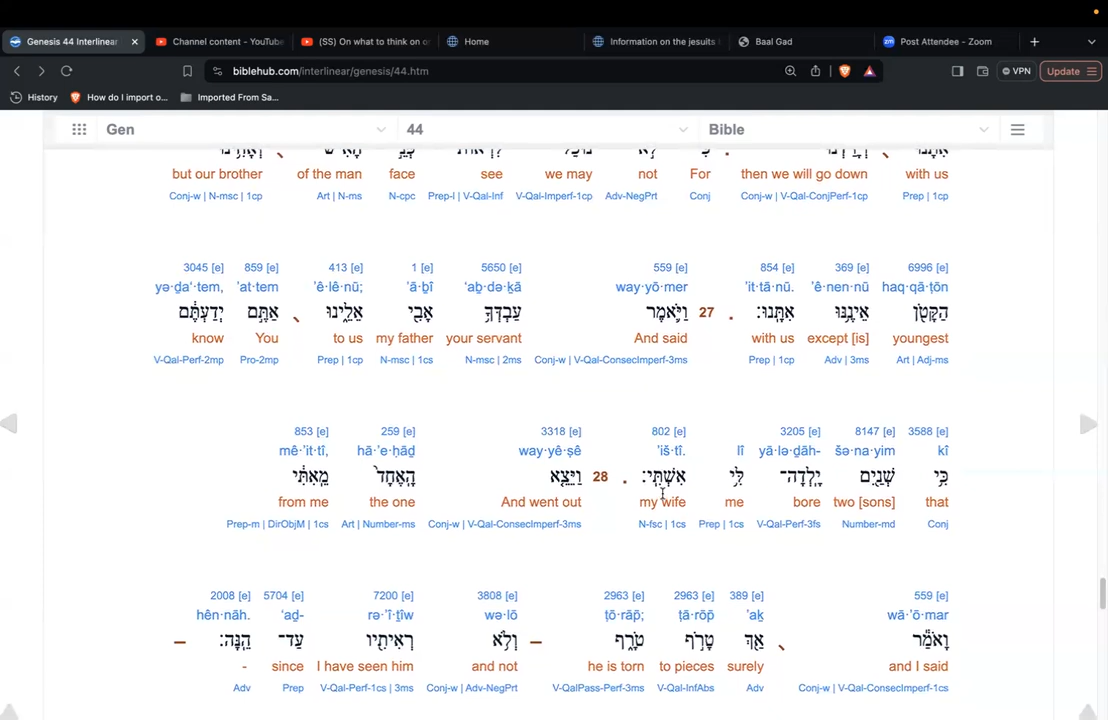 Genesis 44 Interlinear Channel content - YouTube (SS) On what to think on Home Information on the jesuits Baal Gad Post Attendee - Zoom
biblehub.com/interlinear/genesis/44.htm VPN Update
History How do I import o... Imported From Sa...
Gen 44 Bible
with us then we will go down For not we may see face of the man but our brother
Prep | 1cp Conj-w | V-Qal-ConjPerf-1cp Conj Adv-NegPrt V-Qal-Imperf-1cp Prep-l | V-Qal-Inf N-cpc Art | N-ms Conj-w | N-msc | 1cp
6996 [e] 369 [e] 854 [e] 559 [e] 5650 [e] 1 [e] 413 [e] 859 [e] 3045 [e]
haq·qā·ṭōn ’ê·nen·nū ’it·tā·nū. way·yō·mer ‘aḇ·də·ḵā ’ā·ḇî ’ê·lê·nū; ’at·tem yə·ḏa‘·tem,
הַקָּטֹ֖ן אֵינֶ֥נּוּ אִתָּֽנוּ׃ . 27 וַיֹּ֛אמֶר עַבְדְּךָ֥ אָבִ֖י אֵלֵ֑ינוּ 、 אַתֶּ֣ם יְדַעְתֶּ֔ם
youngest except [is] with us And said your servant my father to us You know
Art | Adj-ms Adv | 3ms Prep | 1cp Conj-w | V-Qal-ConsecImperf-3ms N-msc | 2ms N-msc | 1cs Prep | 1cp Pro-2mp V-Qal-Perf-2mp
3588 [e] 8147 [e] 3205 [e] 802 [e] 3318 [e] 259 [e] 853 [e]
kî šə·na·yim yā·lə·ḏāh- lî ’iš·tî. way·yê·ṣê hā·’e·ḥāḏ mê·’it·tî,
כִּ֥י שְׁנַ֖יִם יָֽלְדָה־ לִּ֥י אִשְׁתִּֽי׃ . 28 וַיֵּצֵ֤א הָֽאֶחָד֙ מֵֽאִתִּ֔י
that two [sons] bore me my wife And went out the one from me
Conj Number-md V-Qal-Perf-3fs Prep | 1cs N-fsc | 1cs Conj-w | V-Qal-ConsecImperf-3ms Art | Number-ms Prep-m | DirObjM | 1cs
559 [e] 389 [e] 2963 [e] 2963 [e] 3808 [e] 7200 [e] 5704 [e] 2008 [e]
wā·’ō·mar ’aḵ ṭā·rōp̄ ṭō·rāp̄; wə·lō rə·’î·ṯîw ‘aḏ- hên·nāh.
וָאֹמַ֕ר 、 אַ֖ךְ טָרֹ֣ף טֹרָ֑ף – וְלֹ֥א רְאִיתִ֖יו עַד־ הֵֽנָּה׃ –
and I said surely to pieces he is torn and not I have seen him since -
Conj-w | V-Qal-ConsecImperf-1cs Adv V-Qal-InfAbs V-QalPass-Perf-3ms Conj-w | Adv-NegPrt V-Qal-Perf-1cs | 3ms Prep Adv